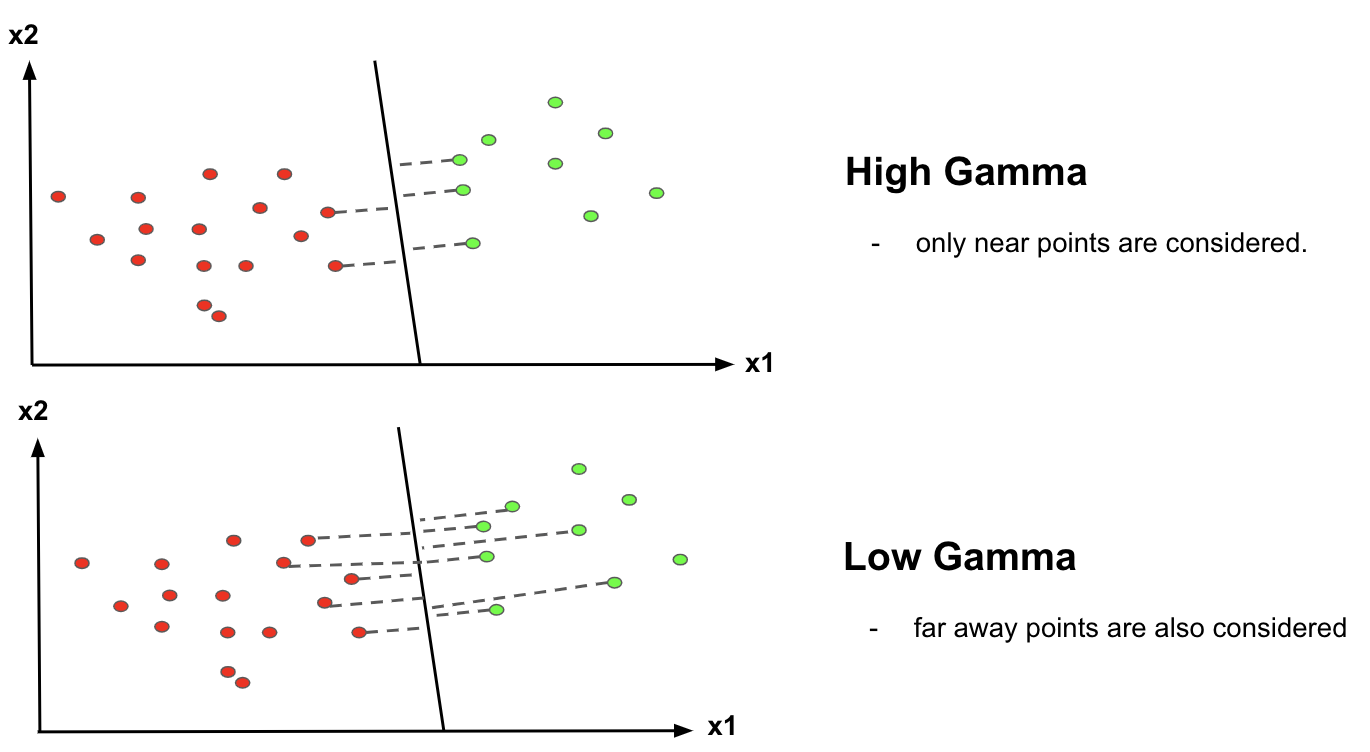 x2
High Gamma
- only near points are considered.
x1
x2
Low Gamma
- far away points are also considered
x1